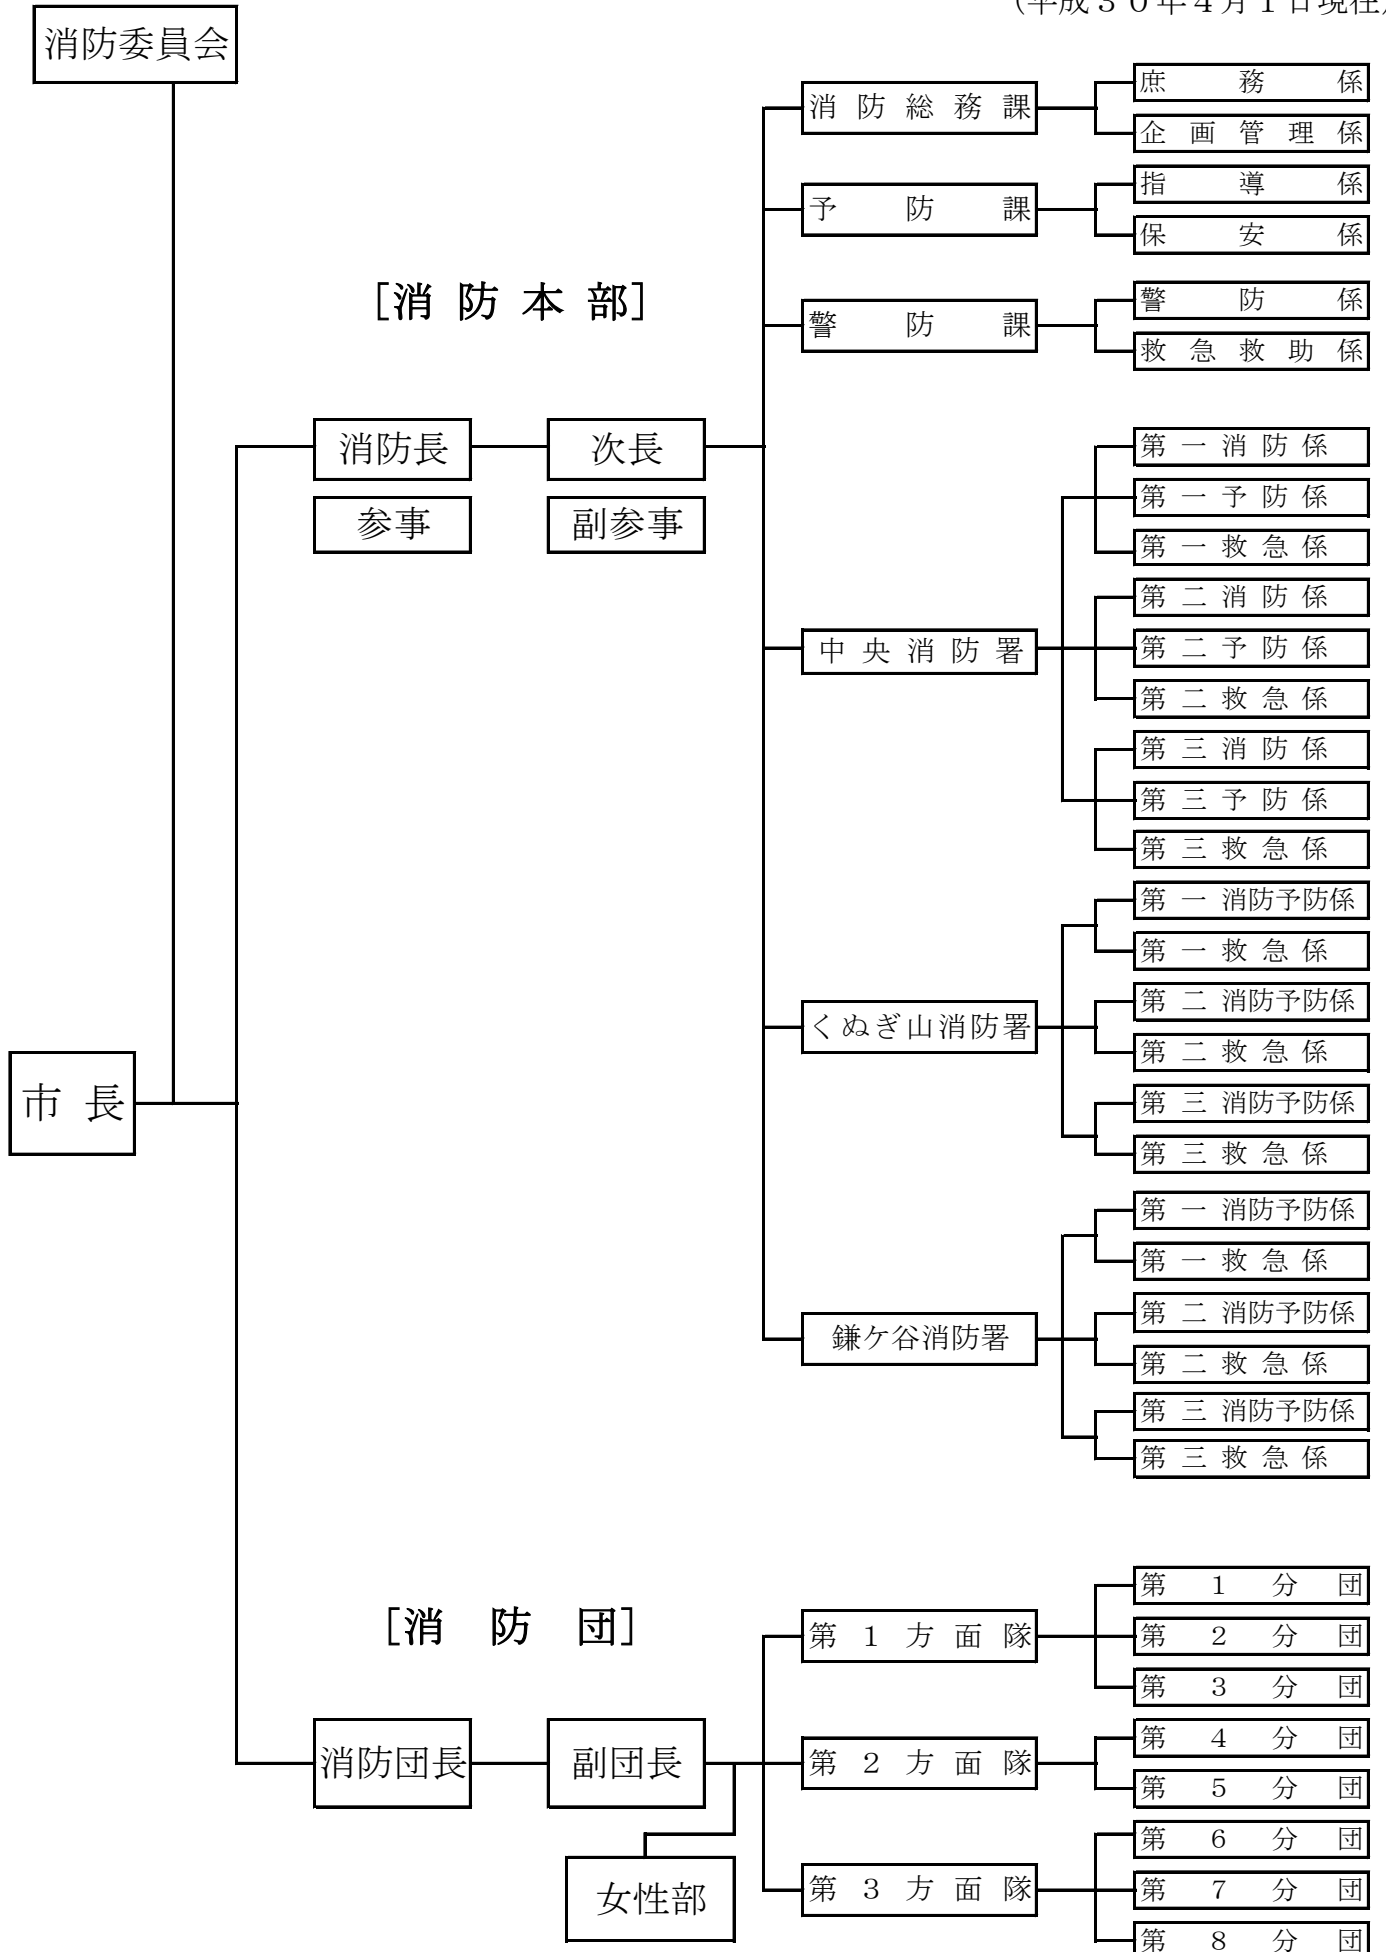 （平成３０年４月１日現在）
消防委員会
消防総務課
庶務係
企画管理係
予防課
指導係
保安係
[消防本部]
警防課
警防係
救急救助係
消防長
次長
参事
副参事
中央消防署
第一消防係
第一予防係
第一救急係
第二消防係
第二予防係
第二救急係
第三消防係
第三予防係
第三救急係
くぬぎ山消防署
第一消防予防係
第一救急係
第二消防予防係
第二救急係
第三消防予防係
第三救急係
市長
鎌ケ谷消防署
第一消防予防係
第一救急係
第二消防予防係
第二救急係
第三消防予防係
第三救急係
[消防団]
消防団長
副団長
女性部
第１方面隊
第１分団
第２分団
第３分団
第２方面隊
第４分団
第５分団
第３方面隊
第６分団
第７分団
第８分団